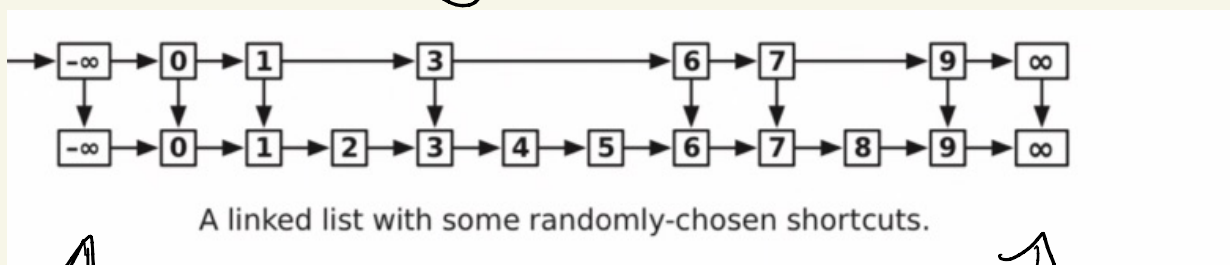 -∞ 0 1 3 6 7 9 ∞
-∞ 0 1 2 3 4 5 6 7 8 9 ∞
A linked list with some randomly-chosen shortcuts.